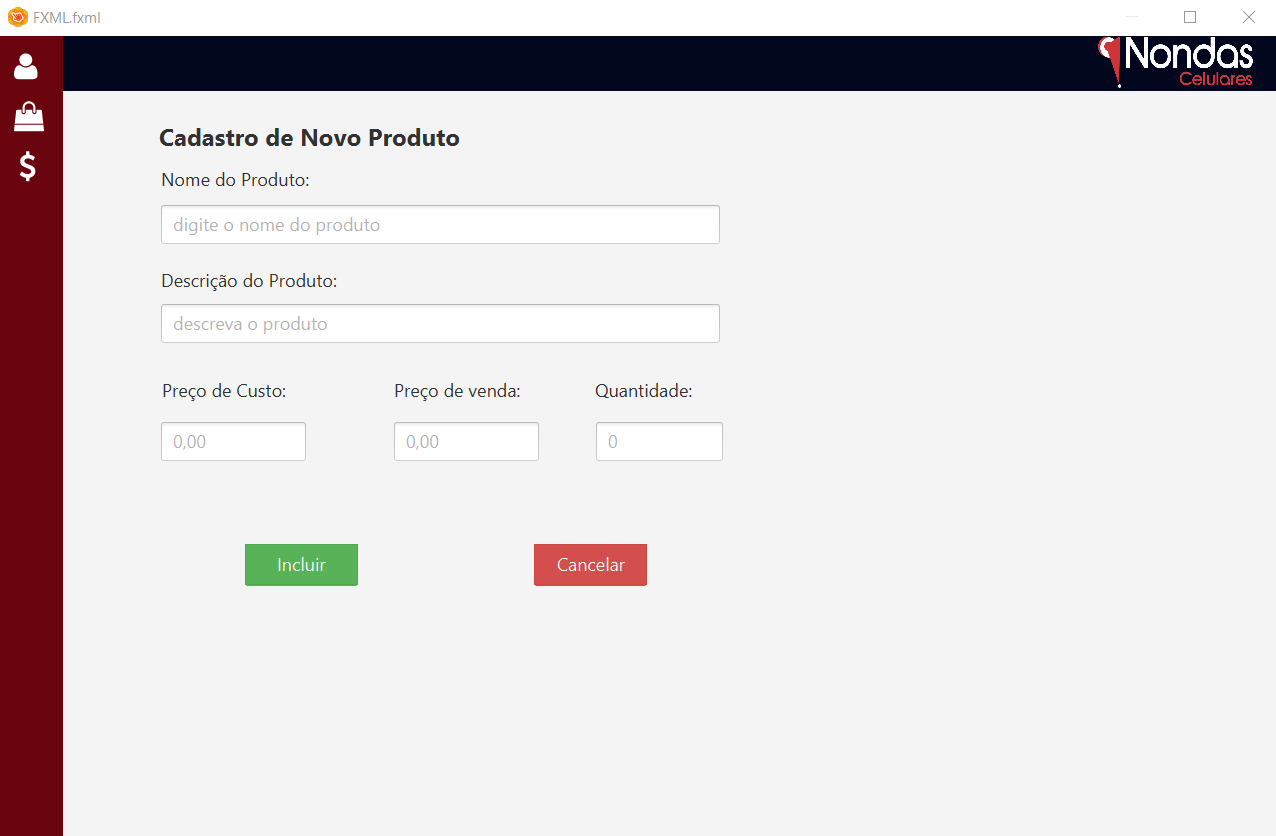 FXML.fxml
Nondas
Celulares
Cadastro de Novo Produto
Nome do Produto:
digite o nome do produto
Descrição do Produto:
descreva o produto
Preço de Custo: Preço de venda: Quantidade:
0,00 0,00 0
Incluir Cancelar